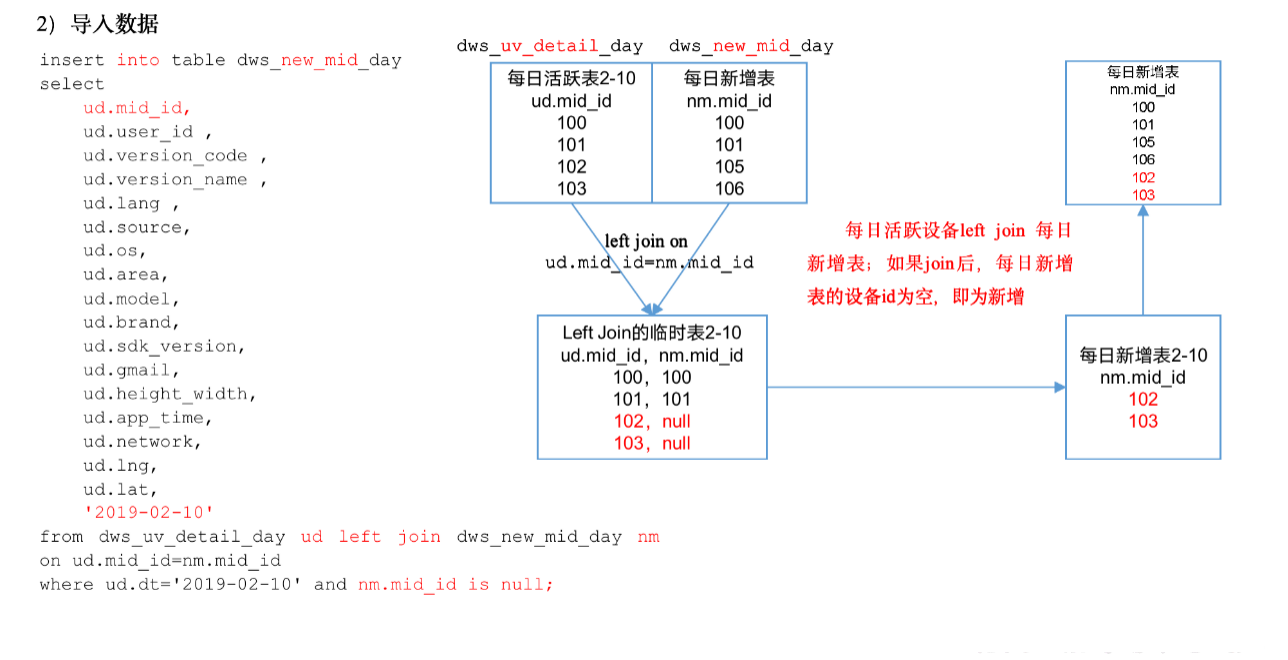 2）导入数据
insert into table dws_new_mid_day
select
ud.mid_id,
ud.user_id ,
ud.version_code ,
ud.version_name ,
ud.lang ,
ud.source,
ud.os,
ud.area,
ud.model,
ud.brand,
ud.sdk_version,
ud.gmail,
ud.height_width,
ud.app_time,
ud.network,
ud.lng,
ud.lat,
'2019-02-10'
from dws_uv_detail_day ud left join dws_new_mid_day nm
on ud.mid_id=nm.mid_id
where ud.dt='2019-02-10' and nm.mid_id is null;
dws_uv_detail_day
每日活跃表2-10
ud.mid_id
100
101
102
103
dws_new_mid_day
每日新增表
nm.mid_id
100
101
105
106
left join on
ud.mid_id=nm.mid_id
Left Join的临时表2-10
ud.mid_id，nm.mid_id
100，100
101，101
102，null
103，null
每日活跃设备left join 每日
新增表；如果join后，每日新增
表的设备id为空，即为新增
每日新增表
nm.mid_id
100
101
105
106
102
103
每日新增表2-10
nm.mid_id
102
103